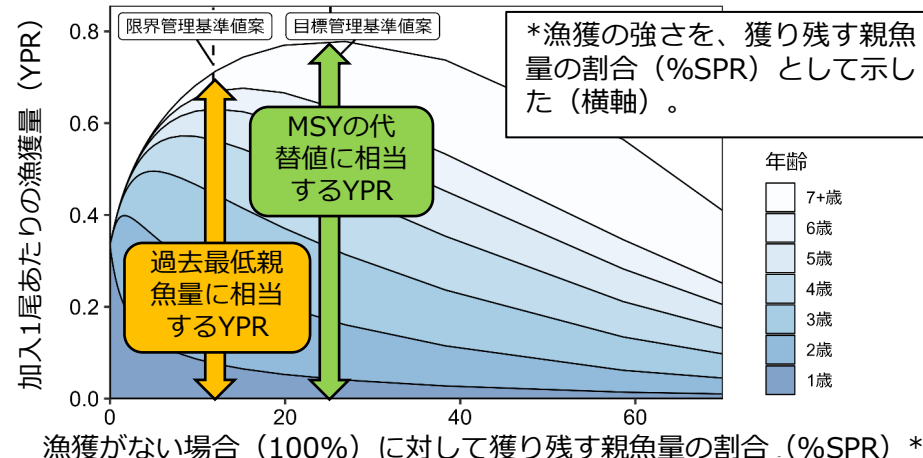 限界管理基準値案
目標管理基準値案
*漁獲の強さを、獲り残す親魚
量の割合（%SPR）として示し
た（横軸）。
加入1尾あたりの漁獲量（YPR）
0.8
0.6
0.4
0.2
0.0
MSYの代
替値に相当
するYPR
過去最低親
魚量に相当
するYPR
年齢
7+歳
6歳
5歳
4歳
3歳
2歳
1歳
0
20
40
60
漁獲がない場合（100%）に対して獲り残す親魚量の割合（%SPR）*